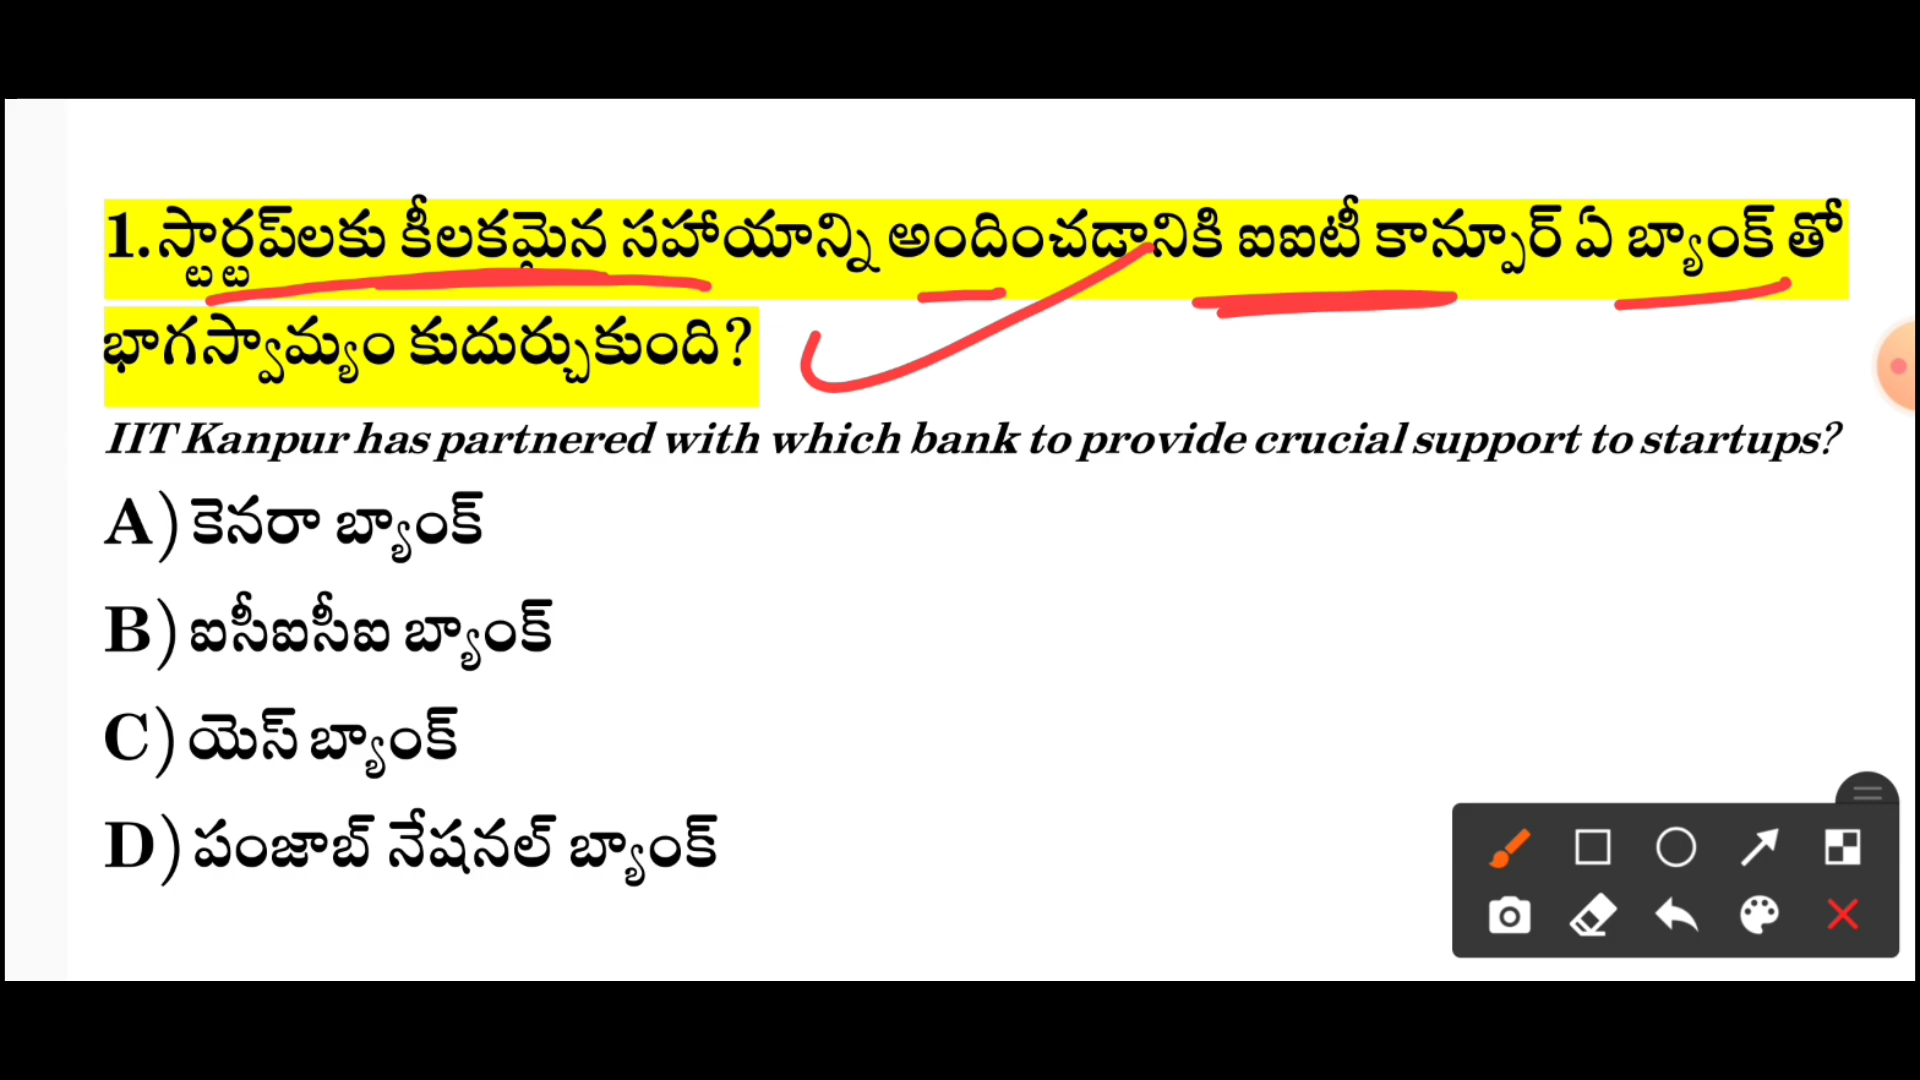 1.స్టార్టప్‌లకు కీలకమైన సహాయాన్ని అందించడానికి ఐఐటీ కాన్పూర్ ఏ బ్యాంక్ తో
భాగస్వామ్యం కుదుర్చుకుంది?
IIT Kanpur has partnered with which bank to provide crucial support to startups?
A) కెనరా బ్యాంక్
B) ఐసీఐసీఐ బ్యాంక్
C) యెస్ బ్యాంక్
D) పంజాబ్ నేషనల్ బ్యాంక్